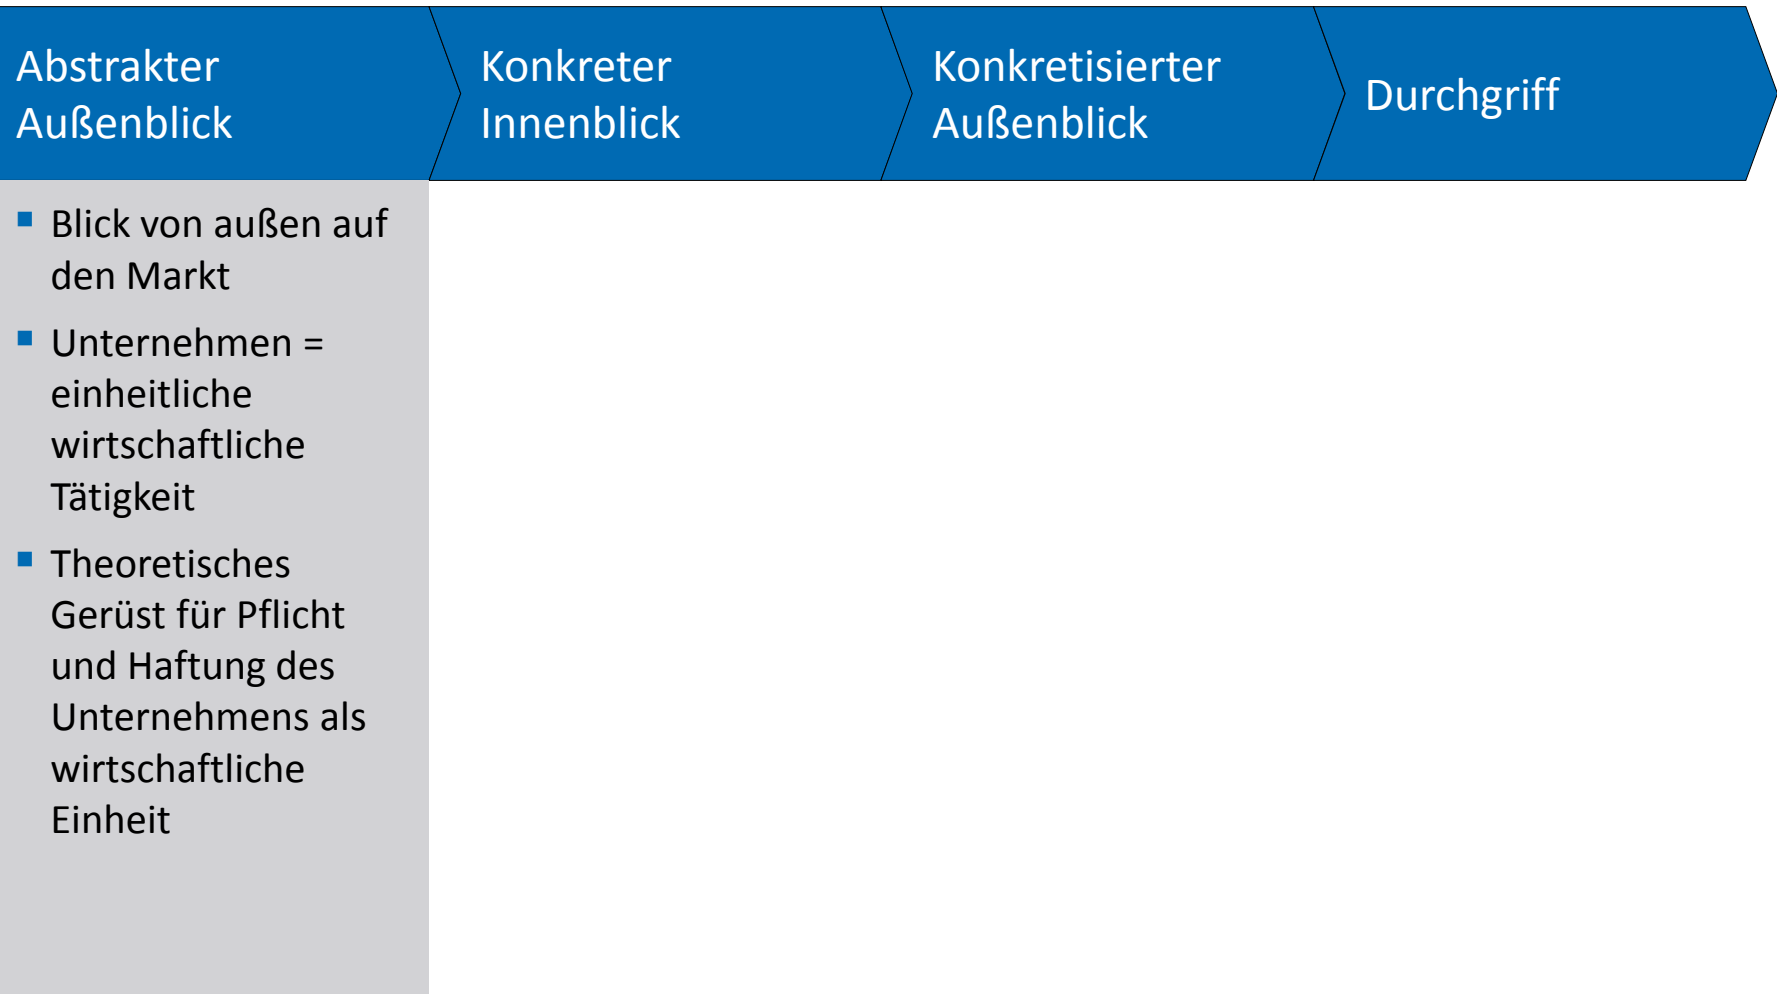 Abstrakter
Außenblick
Konkreter
Innenblick
Konkretisierter
Außenblick
Durchgriff
▪ Blick von außen auf
den Markt
▪ Unternehmen =
einheitliche
wirtschaftliche
Tätigkeit
▪ Theoretisches
Gerüst für Pflicht
und Haftung des
Unternehmens als
wirtschaftliche
Einheit